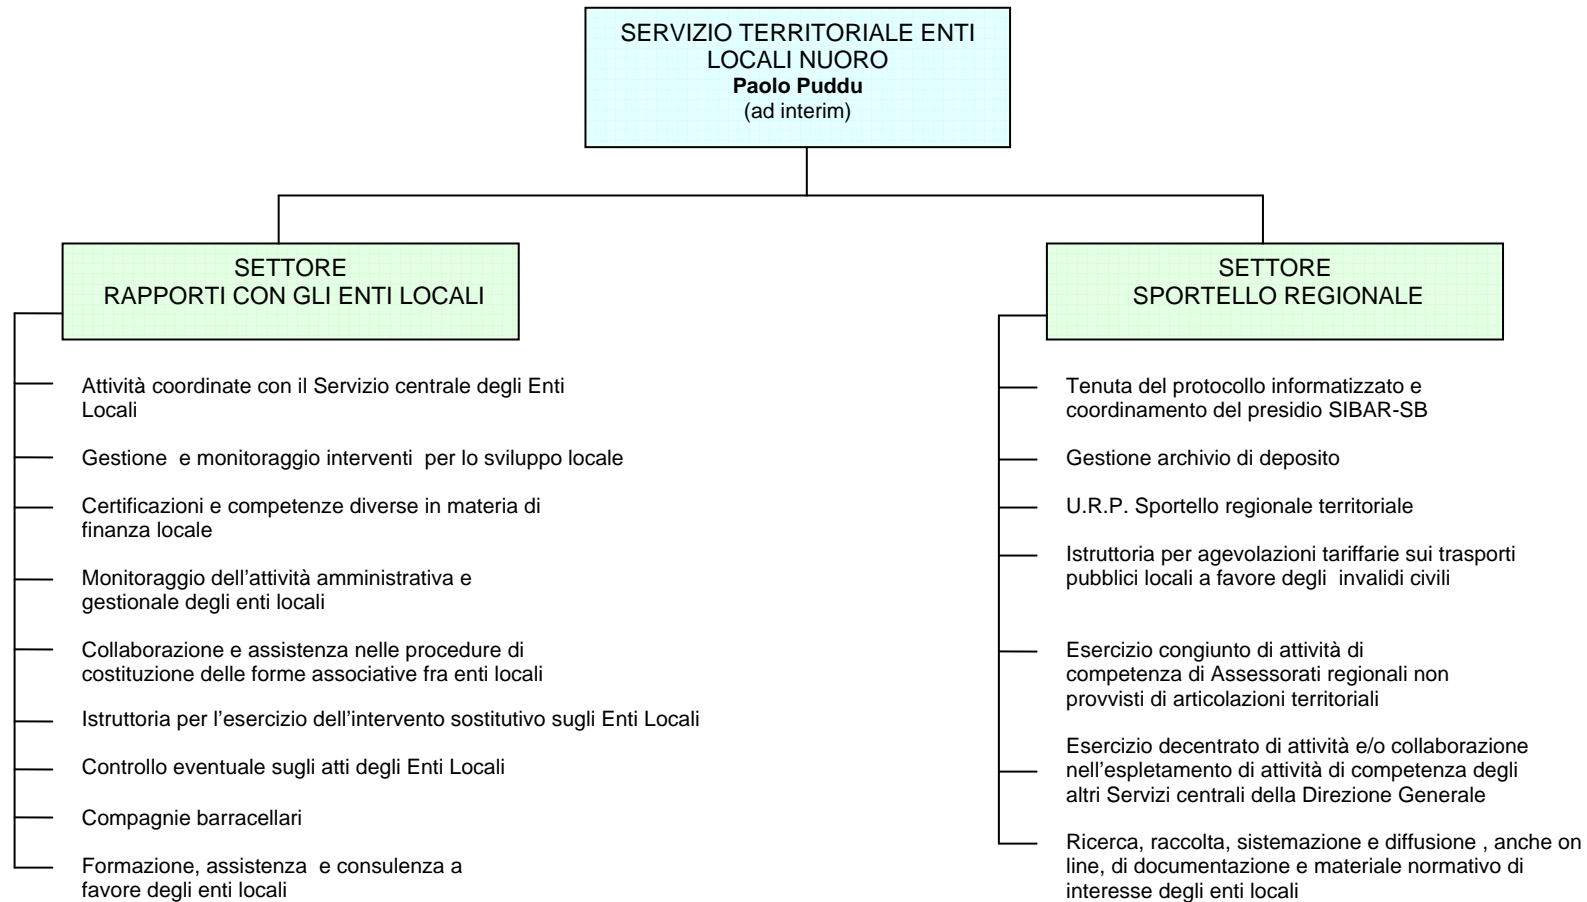 SERVIZIO TERRITORIALE ENTI
LOCALI NUORO
Paolo Puddu
(ad interim)
SETTORE
RAPPORTI CON GLI ENTI LOCALI
Attività coordinate con il Servizio centrale degli Enti
Locali
Gestione e monitoraggio interventi per lo sviluppo locale
Certificazioni e competenze diverse in materia di
finanza locale
Monitoraggio dell’attività amministrativa e
gestionale degli enti locali
Collaborazione e assistenza nelle procedure di
costituzione delle forme associative fra enti locali
Istruttoria per l’esercizio dell’intervento sostitutivo sugli Enti Locali
Controllo eventuale sugli atti degli Enti Locali
Compagnie barracellari
Formazione, assistenza e consulenza a
favore degli enti locali
SETTORE
SPORTELLO REGIONALE
Tenuta del protocollo informatizzato e
coordinamento del presidio SIBAR-SB
Gestione archivio di deposito
U.R.P. Sportello regionale territoriale
Istruttoria per agevolazioni tariffarie sui trasporti
pubblici locali a favore degli invalidi civili
Esercizio congiunto di attività di
competenza di Assessorati regionali non
provvisti di articolazioni territoriali
Esercizio decentrato di attività e/o collaborazione
nell’espletamento di attività di competenza degli
altri Servizi centrali della Direzione Generale
Ricerca, raccolta, sistemazione e diffusione , anche on
line, di documentazione e materiale normativo di
interesse degli enti locali